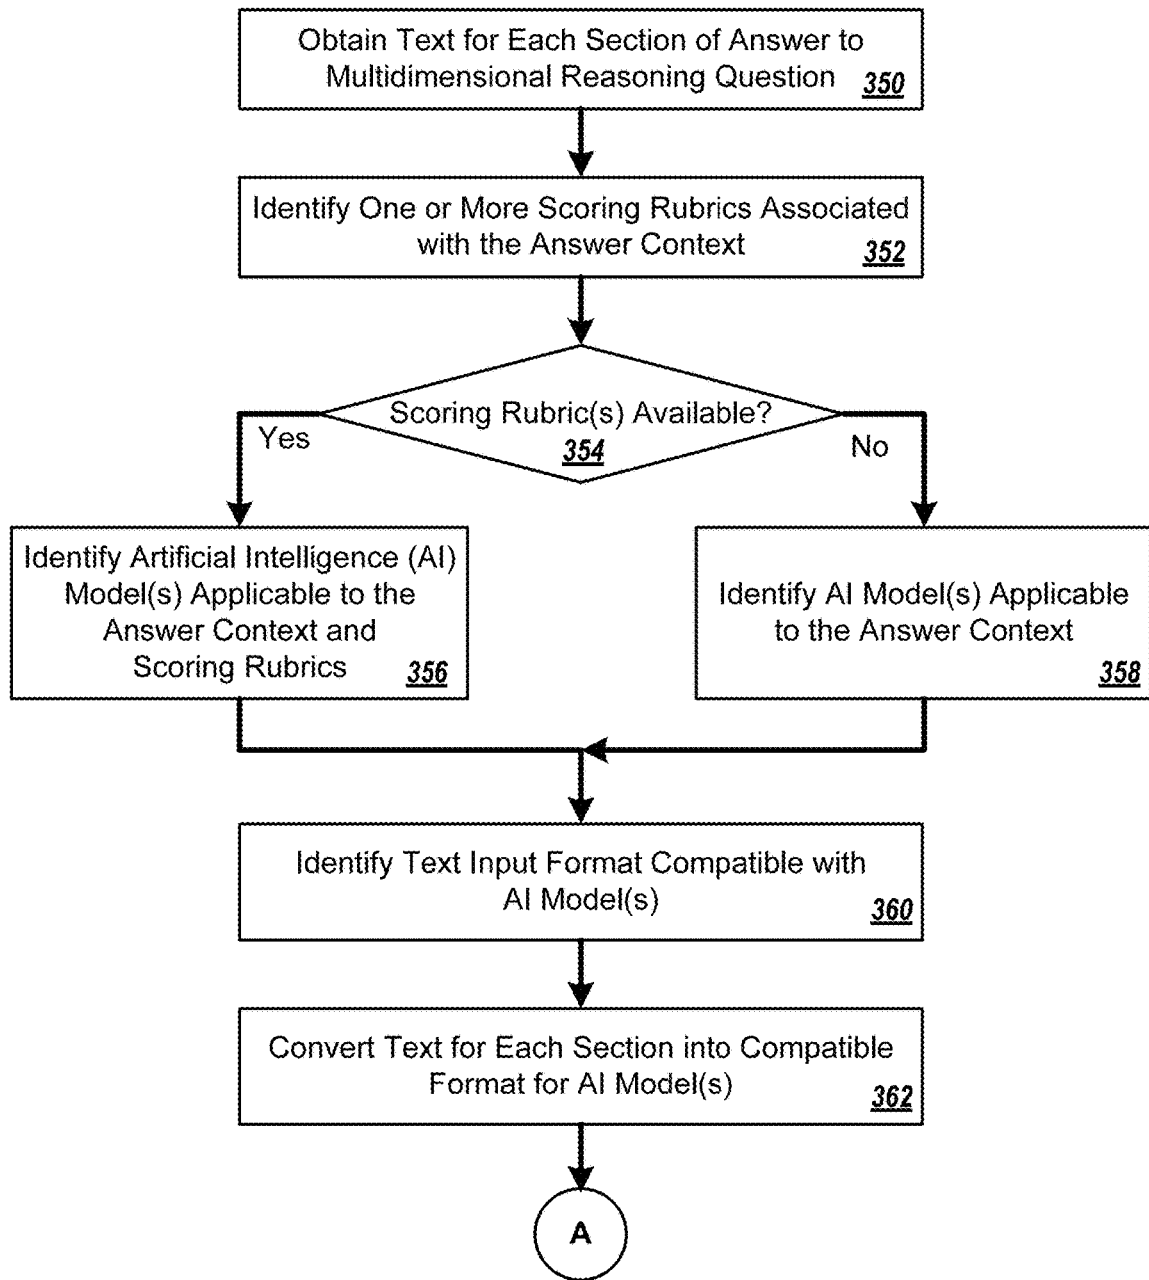 Obtain Text for Each Section of Answer to
Multidimensional Reasoning Question
350
Identify One or More Scoring Rubrics Associated
with the Answer Context
352
Scoring Rubric(s) Available?
354
Yes
No
Identify Artificial Intelligence (AI)
Model(s) Applicable to the
Answer Context and
Scoring Rubrics
356
Identify AI Model(s) Applicable
to the Answer Context
358
Identify Text Input Format Compatible with
AI Model(s)
360
Convert Text for Each Section into Compatible
Format for AI Model(s)
362
A